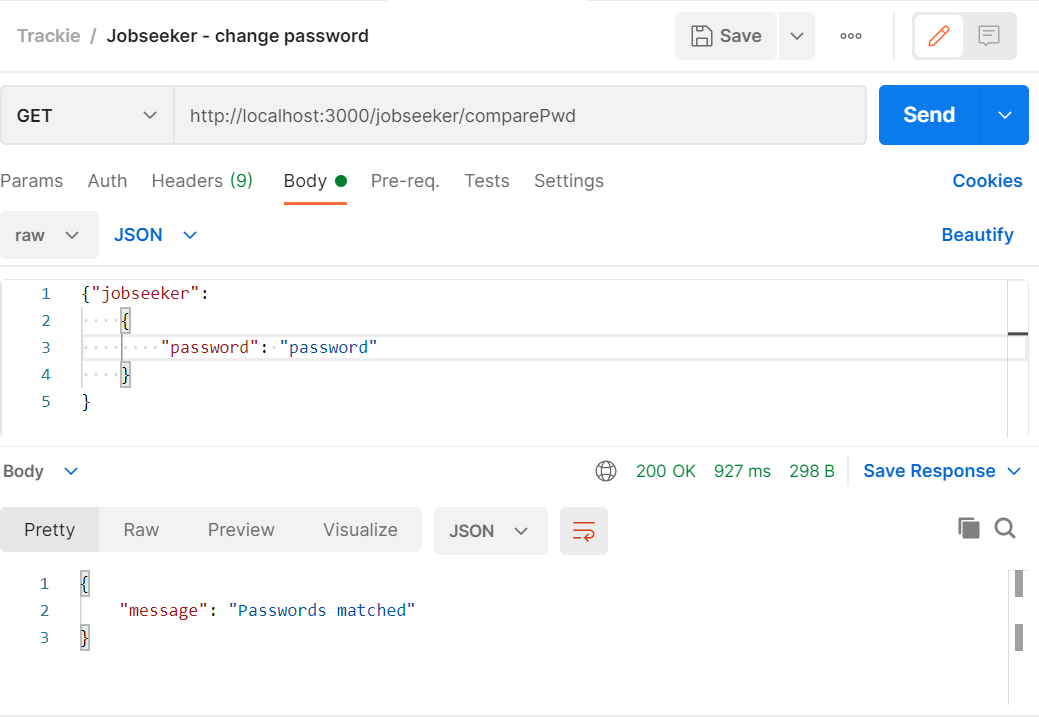 Trackie / Jobseeker - change password
Save
GET
http://localhost:3000/jobseeker/comparePwd
Send
Params Auth Headers (9) Body Pre-req. Tests Settings Cookies
raw JSON Beautify
1 {"jobseeker":
2 {
3 "password": "password"
4 }
5 }
Body 200 OK 927 ms 298 B Save Response
Pretty Raw Preview Visualize JSON
1 {
2 "message": "Passwords matched"
3 }